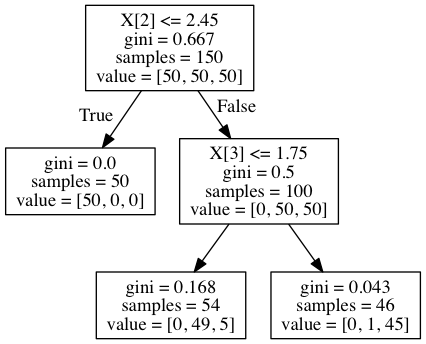 X[2] <= 2.45
gini = 0.667
samples = 150
value = [50, 50, 50]
True
False
gini = 0.0
samples = 50
value = [50, 0, 0]
X[3] <= 1.75
gini = 0.5
samples = 100
value = [0, 50, 50]
gini = 0.168
samples = 54
value = [0, 49, 5]
gini = 0.043
samples = 46
value = [0, 1, 45]